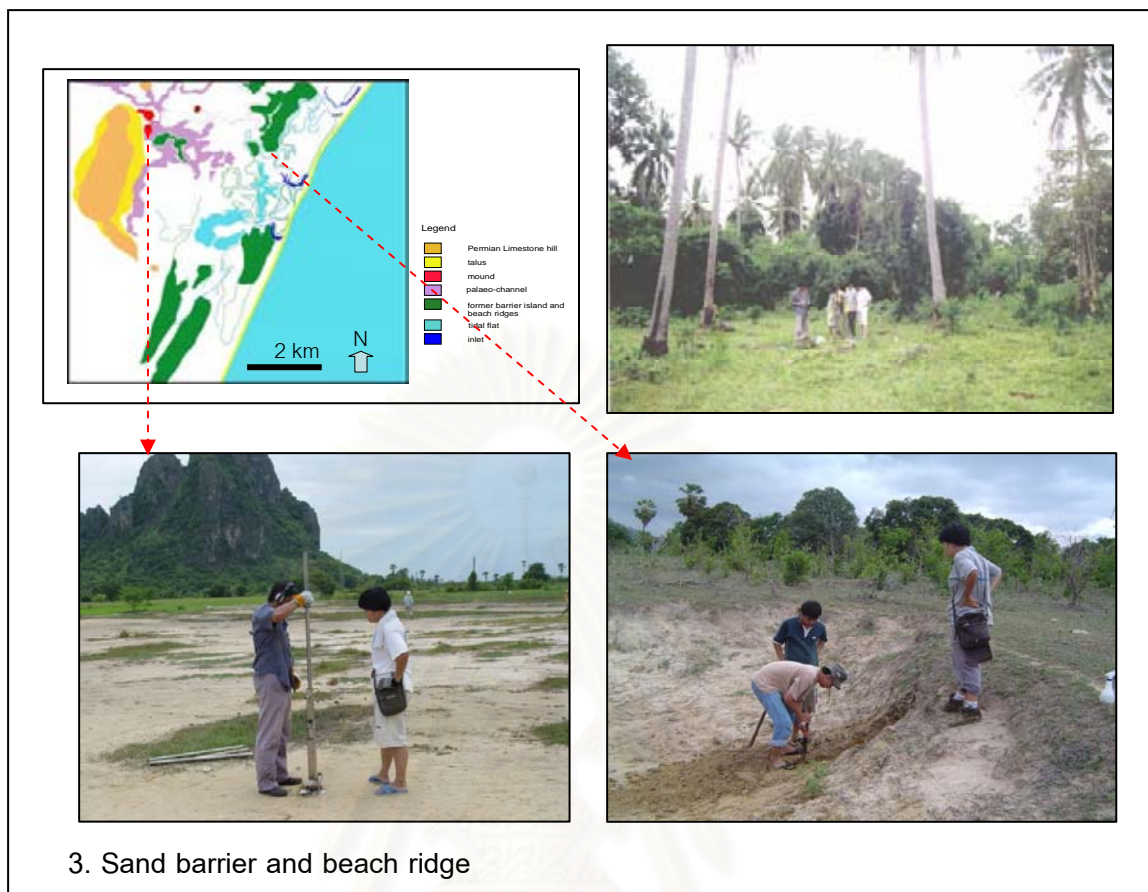 Legend
Permian Limestone hill
talus
mound
palaeo-channel
former barrier island and
beach ridges
tidal flat
inlet
2 km
N
3. Sand barrier and beach ridge